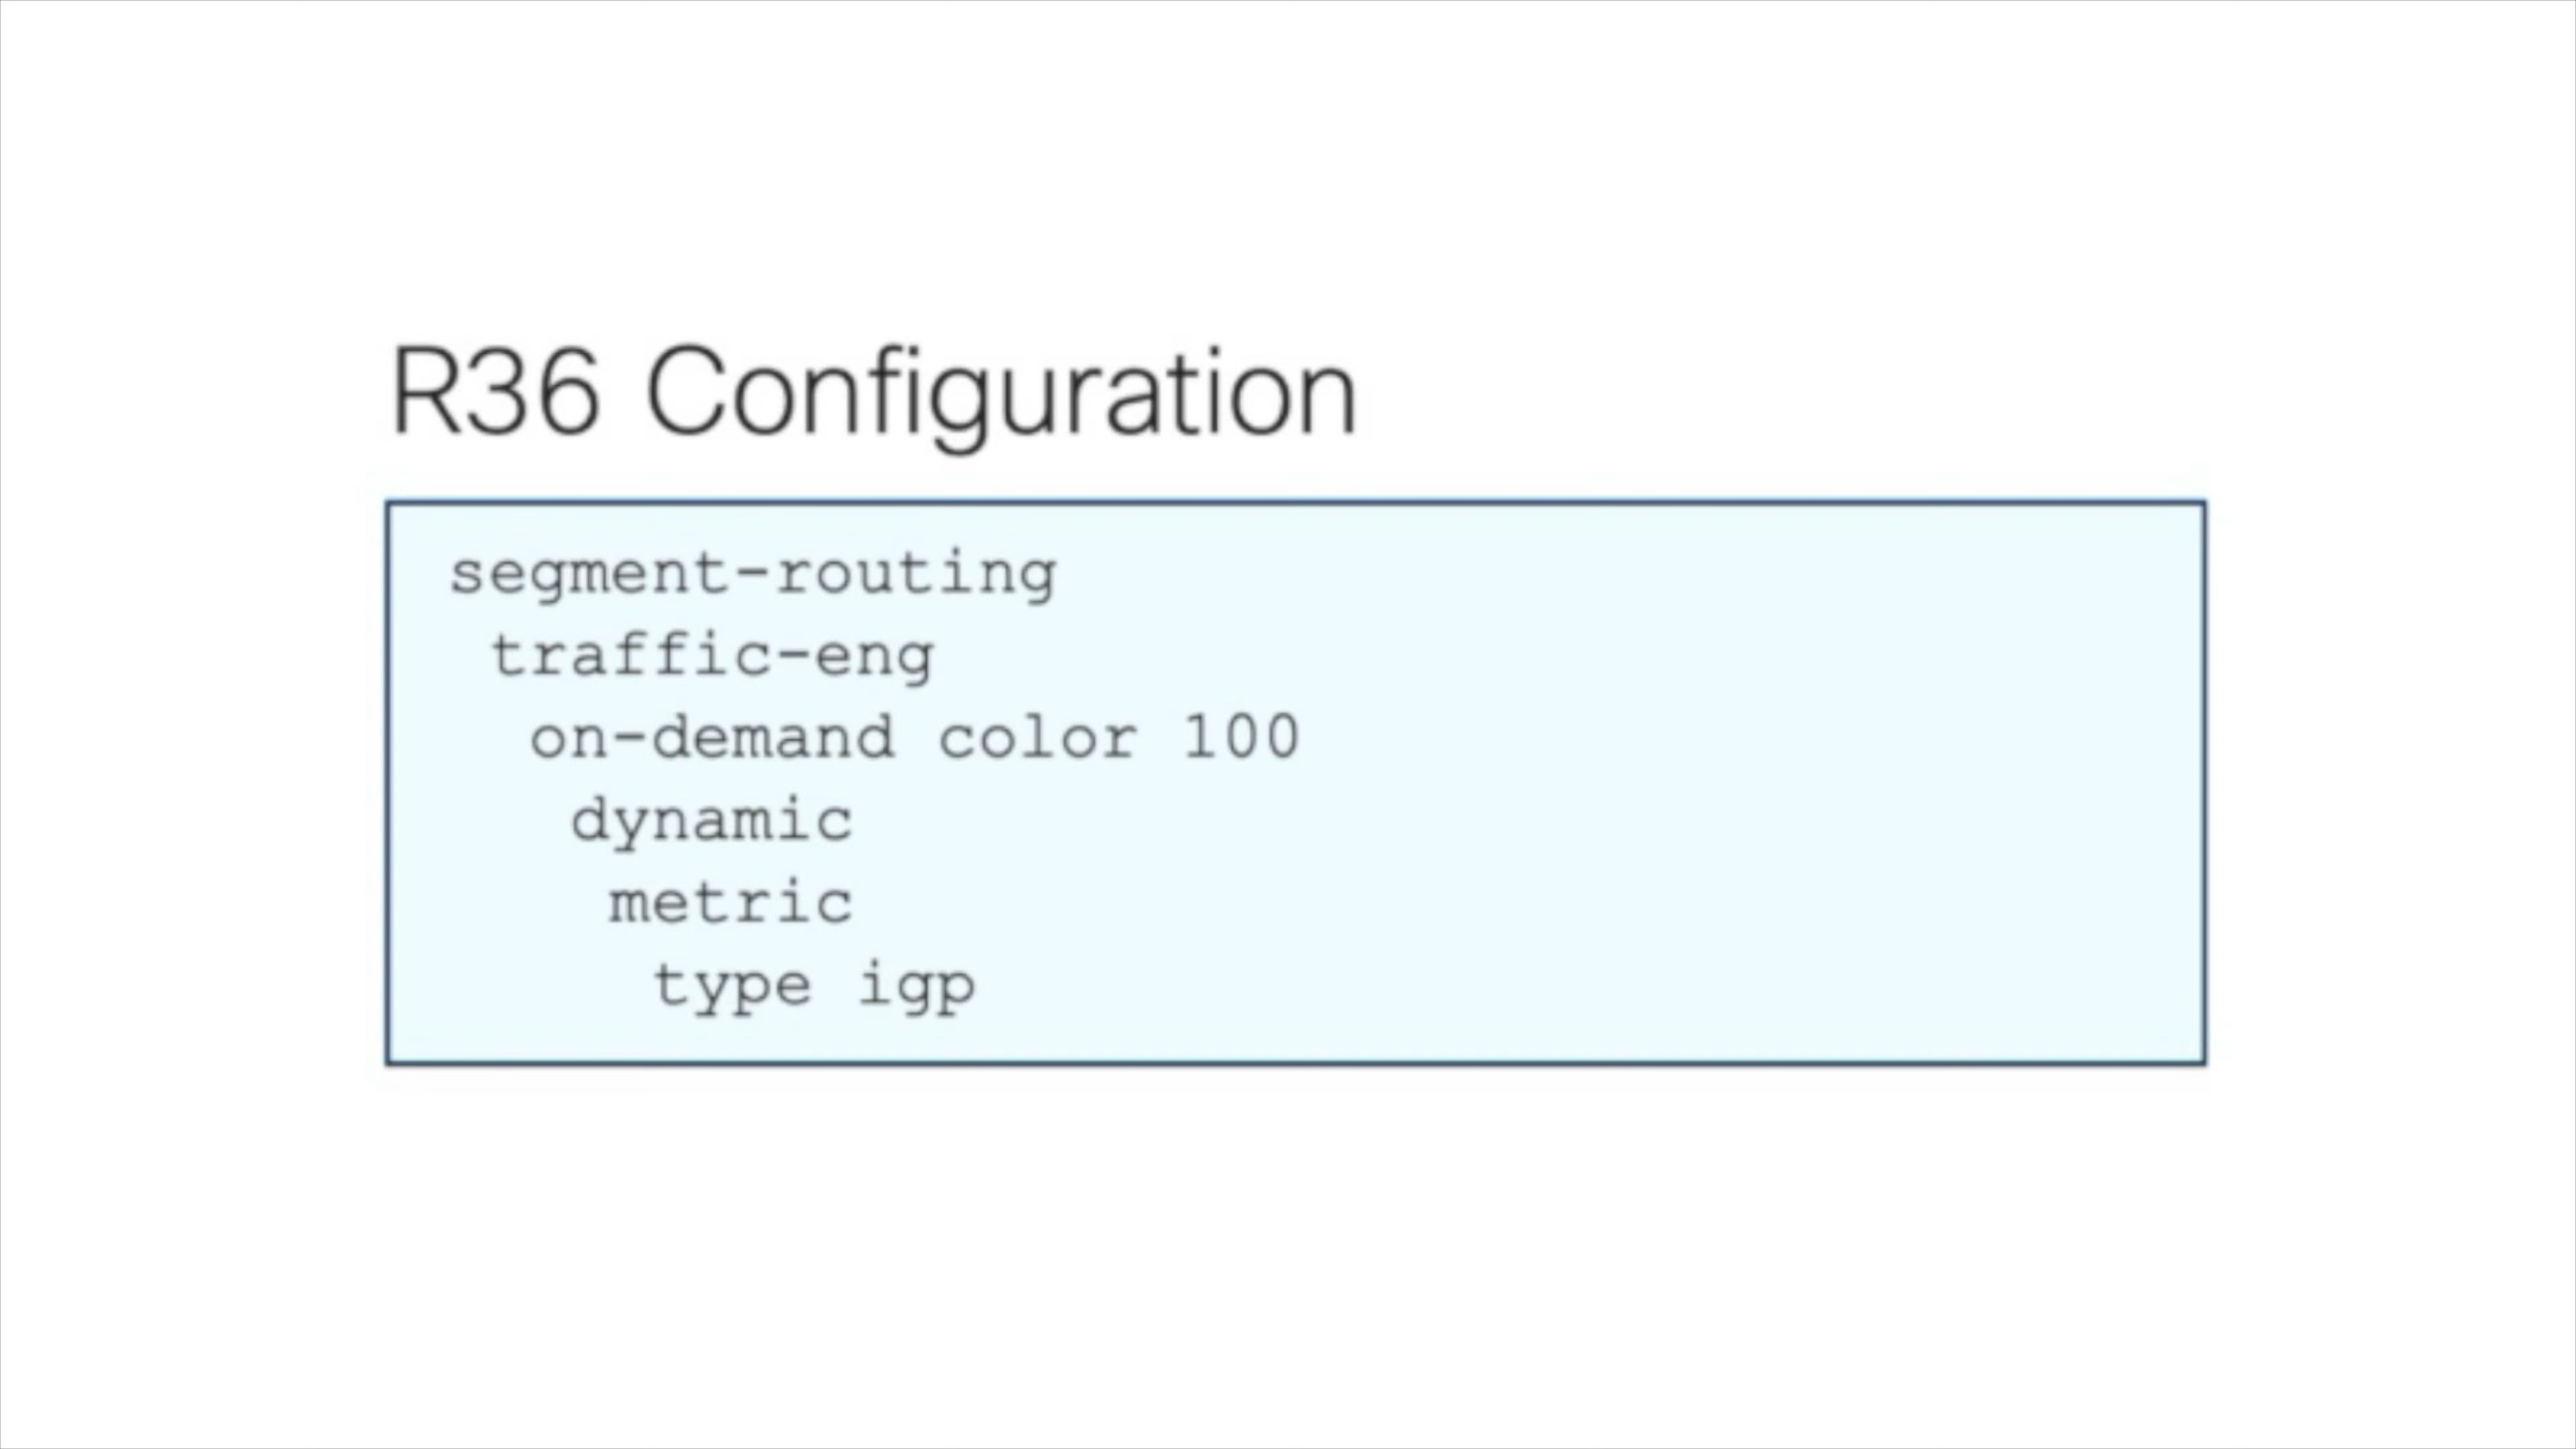 R36 Configuration
segment-routing
traffic-eng
on-demand color 100
dynamic
metric
type igp